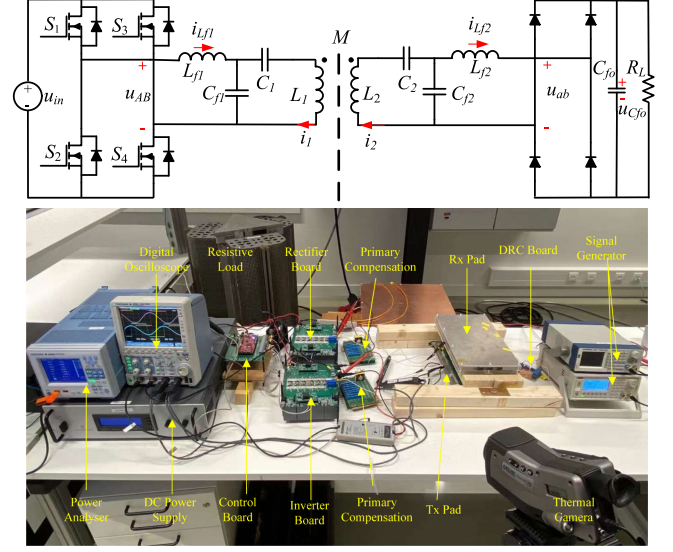 S1
S3
iLf1
M
iLf2
Lf1
C1
C2
Lf2
Cfo
RL
uin
uAB
Cf1
L1
L2
Cf2
uab
uCfo
S2
S4
i1
i2
Digital
Oscilloscope
Resistive
Load
Rectifier
Board
Primary
Compensation
Rx Pad
DRC Board
Signal
Generator
Power
Analyser
DC Power
Supply
Control
Board
Inverter
Board
Primary
Compensation
Tx Pad
Thermal
Camera